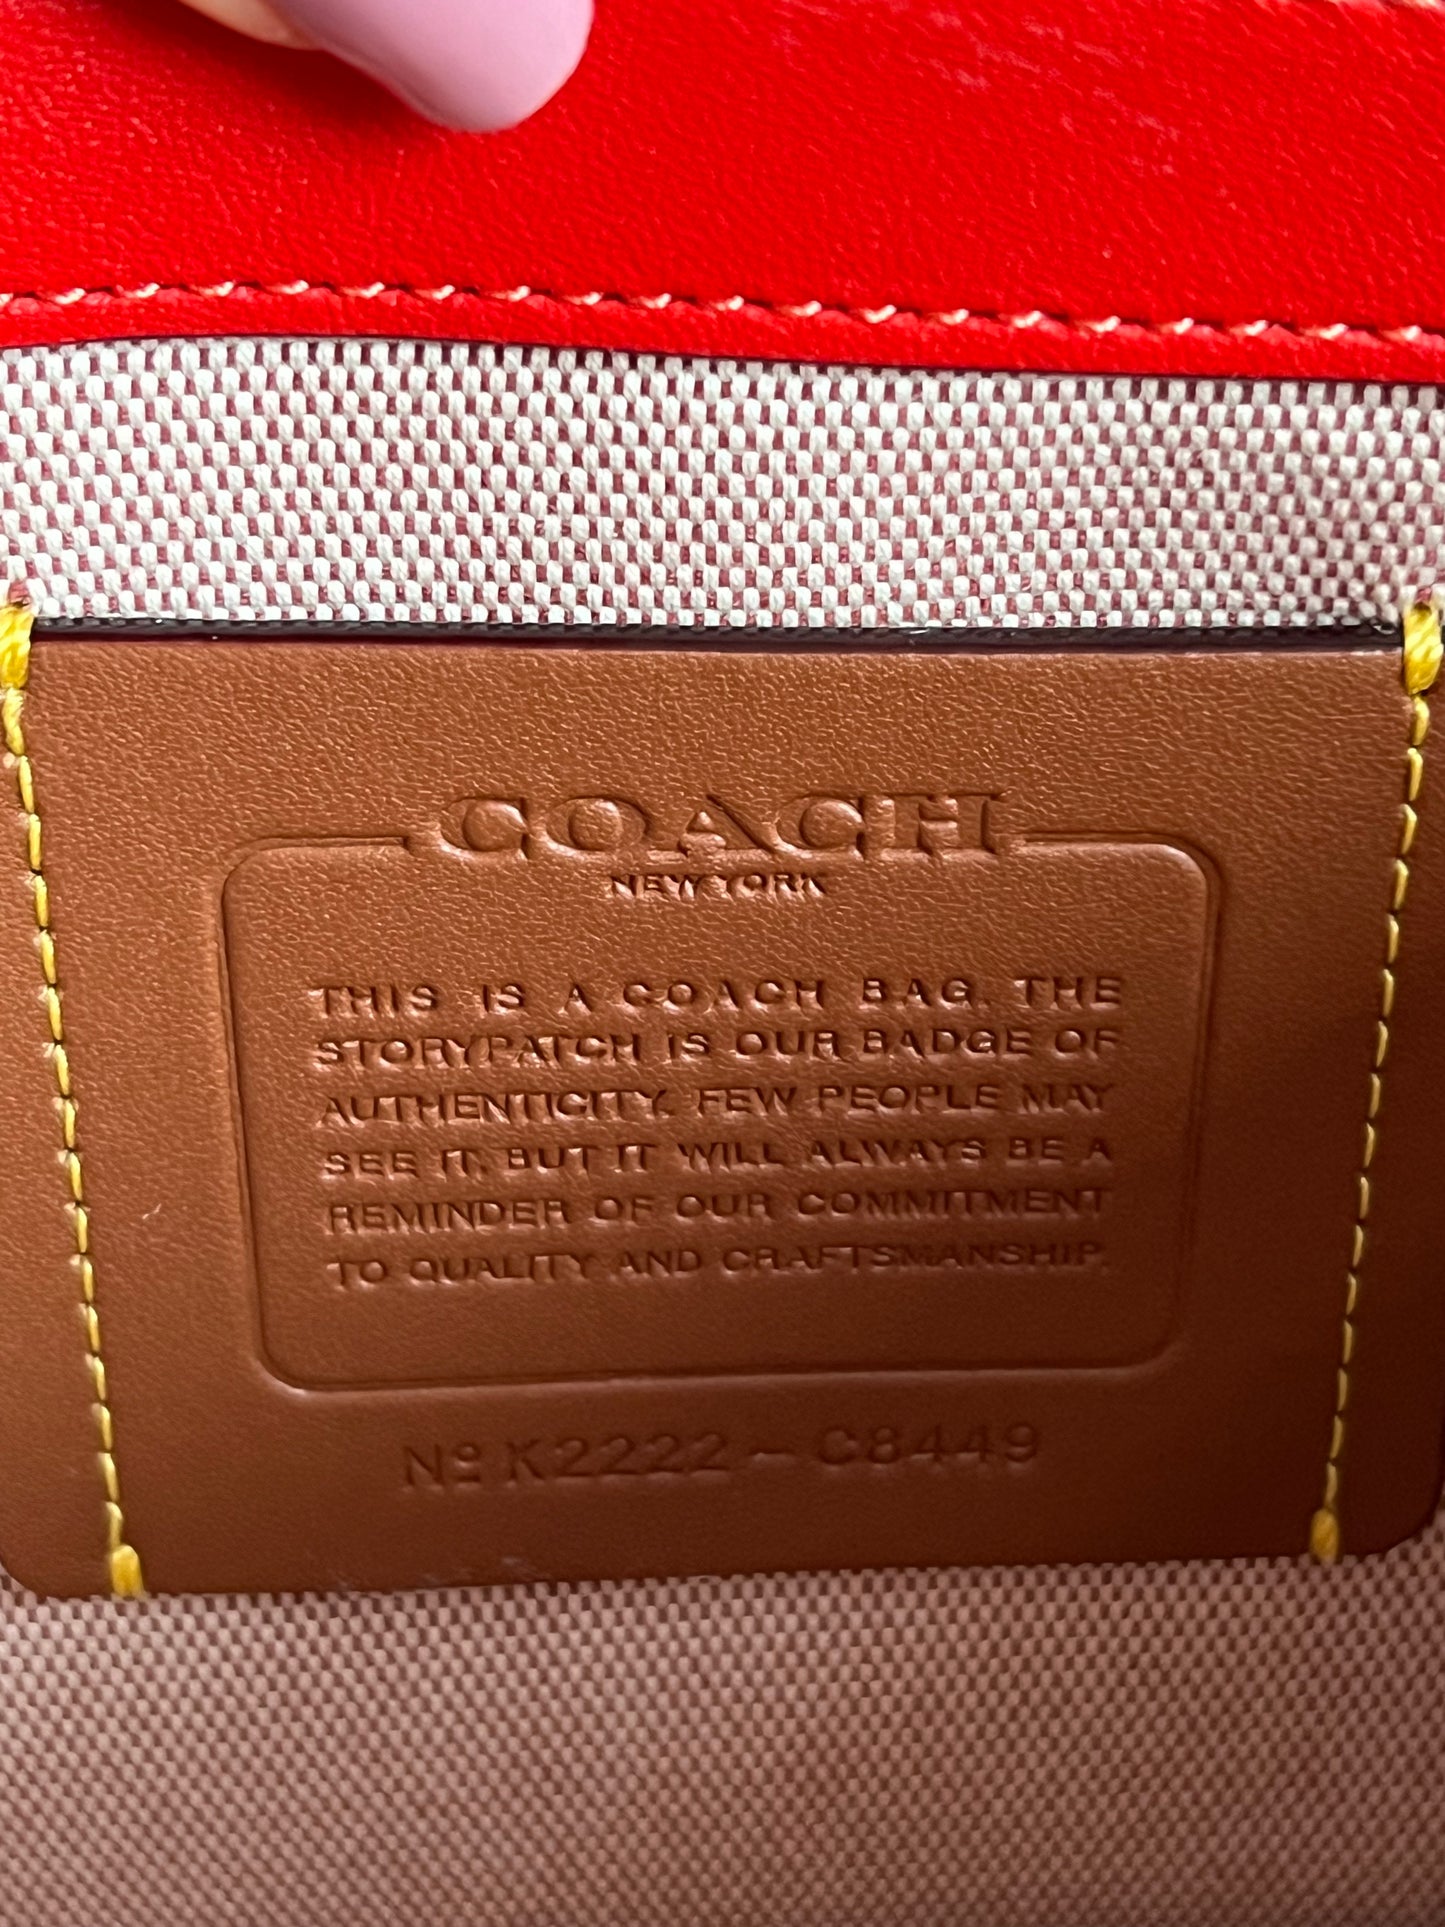 COACH
NEW YORK
THIS IS A COACH BAG. THE
STORYPATCH IS OUR BADGE OF
AUTHENTICITY. FEW PEOPLE MAY
SEE IT, BUT IT WILL ALWAYS BE A
REMINDER OF OUR COMMITMENT
TO QUALITY AND CRAFTSMANSHIP.
Nº K2222-C8449